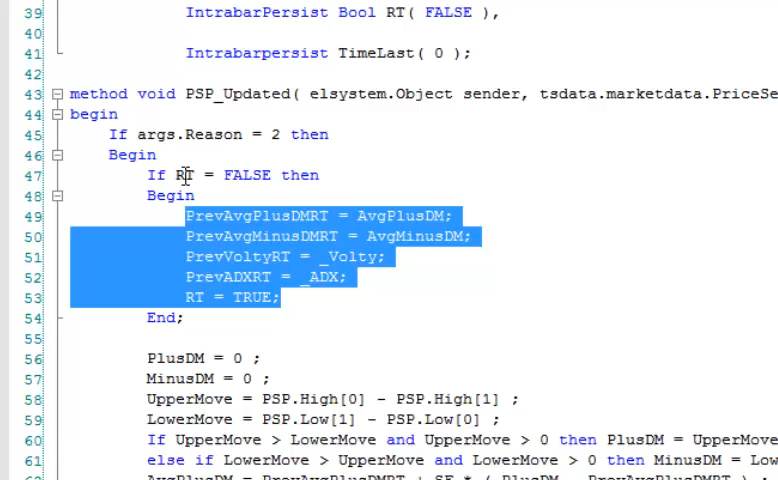 39 IntrabarPersist Bool RT( FALSE ),
40
41 Intrabarpersist TimeLast( 0 );
42
43 method void PSP_Updated( elsystem.Object sender, tsdata.marketdata.PriceSe
44 begin
45 If args.Reason = 2 then
46 Begin
47 If RT = FALSE then
48 Begin
49 PrevAvgPlusDMRT = AvgPlusDM;
50 PrevAvgMinusDMRT = AvgMinusDM;
51 PrevVoltyRT = _Volty;
52 PrevADXRT = _ADX;
53 RT = TRUE;
54 End;
55
56 PlusDM = 0 ;
57 MinusDM = 0 ;
58 UpperMove = PSP.High[0] - PSP.High[1] ;
59 LowerMove = PSP.Low[1] - PSP.Low[0] ;
60 If UpperMove > LowerMove and UpperMove > 0 then PlusDM = UpperMove
61 else if LowerMove > UpperMove and LowerMove > 0 then MinusDM = Low